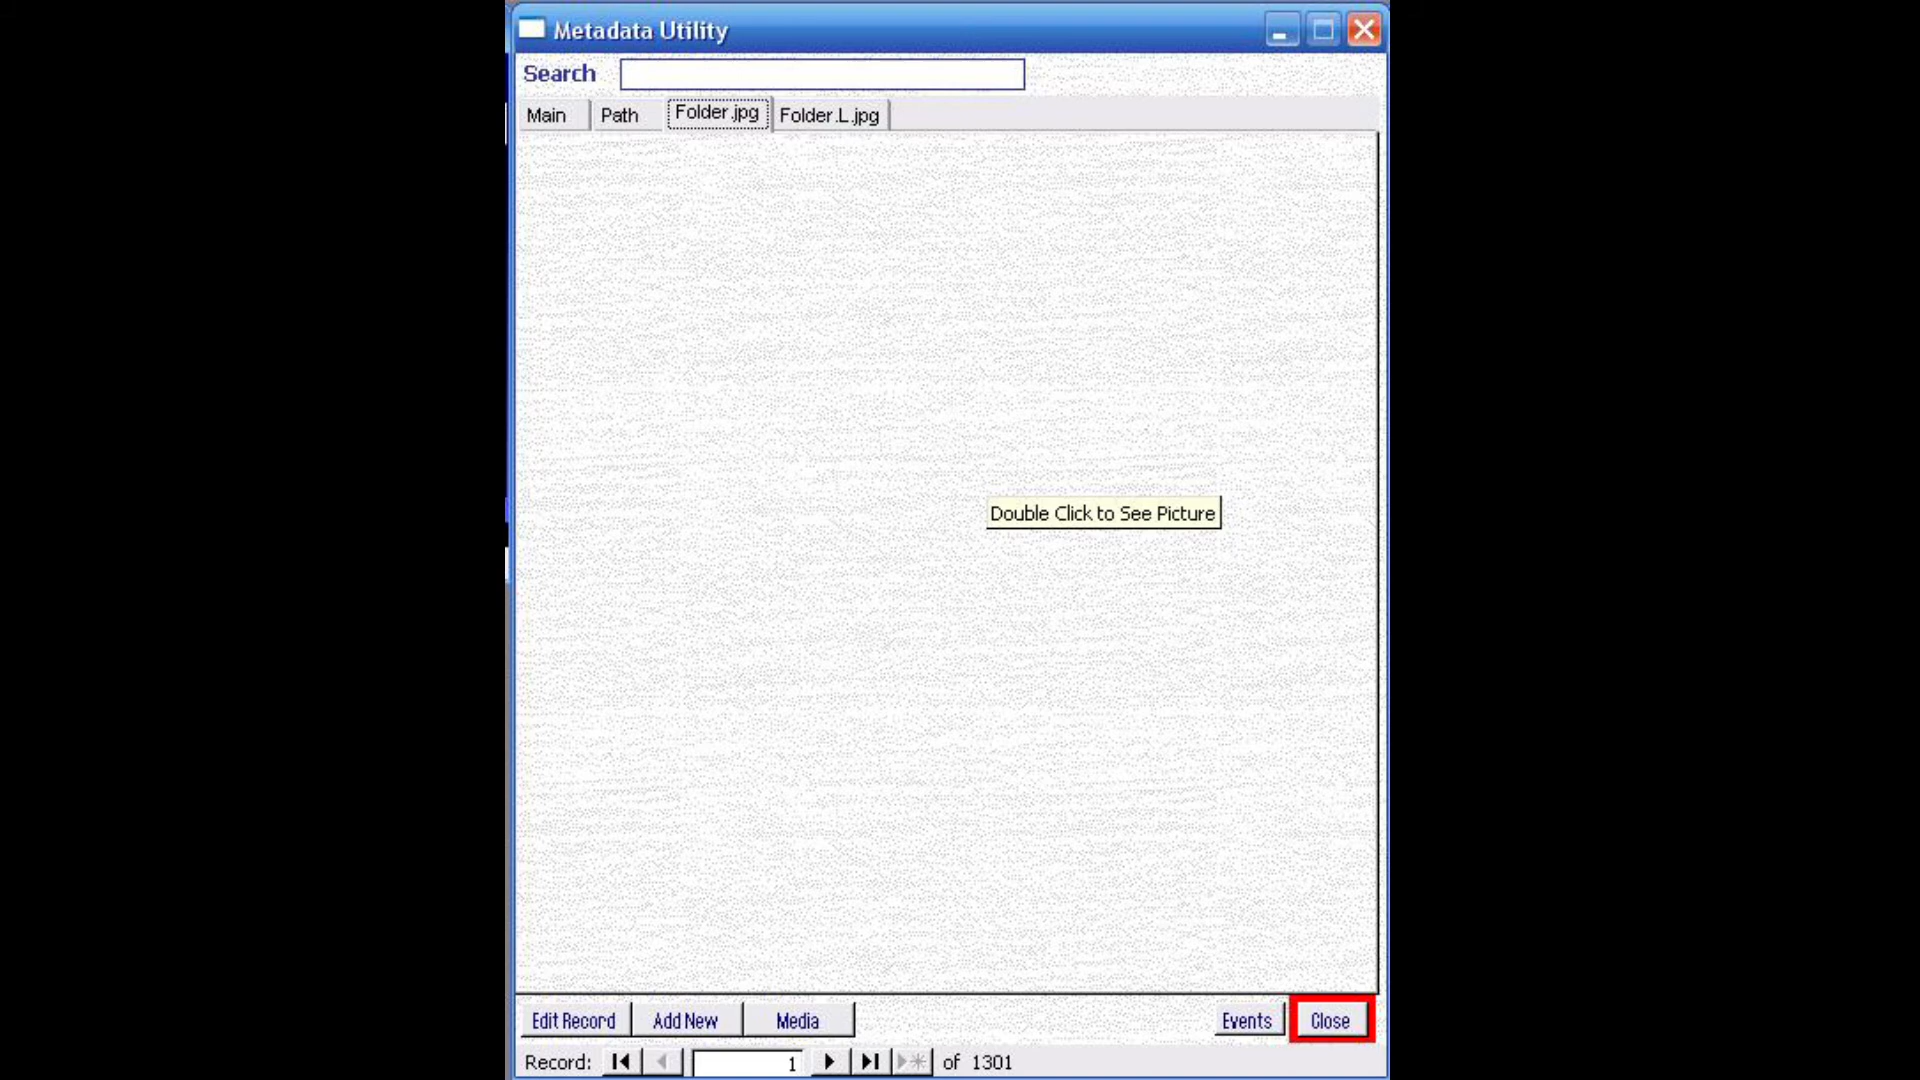 Metadata Utility
Search
Main Path Folder.jpg Folder.L.jpg
Double Click to See Picture
Edit Record Add New Media Events Close
Record: 1 of 1301